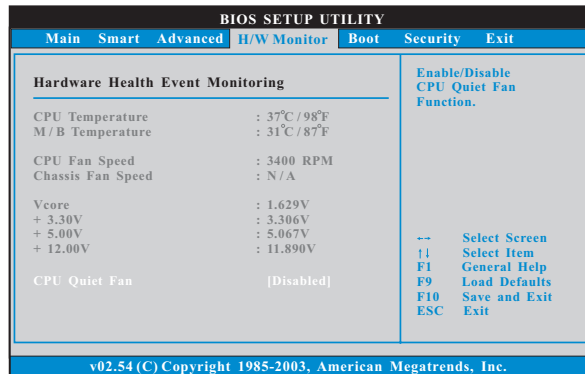 BIOS SETUP UTILITY
Main Smart Advanced H/W Monitor Boot Security Exit
Hardware Health Event Monitoring
CPU Temperature : 37°C / 98°F
M / B Temperature : 31°C / 87°F
CPU Fan Speed : 3400 RPM
Chassis Fan Speed : N / A
Vcore : 1.629V
+ 3.30V : 3.306V
+ 5.00V : 5.067V
+ 12.00V : 11.890V
CPU Quiet Fan [Disabled]
Enable/Disable
CPU Quiet Fan
Function.
←→ Select Screen
↑↓ Select Item
F1 General Help
F9 Load Defaults
F10 Save and Exit
ESC Exit
v02.54 (C) Copyright 1985-2003, American Megatrends, Inc.